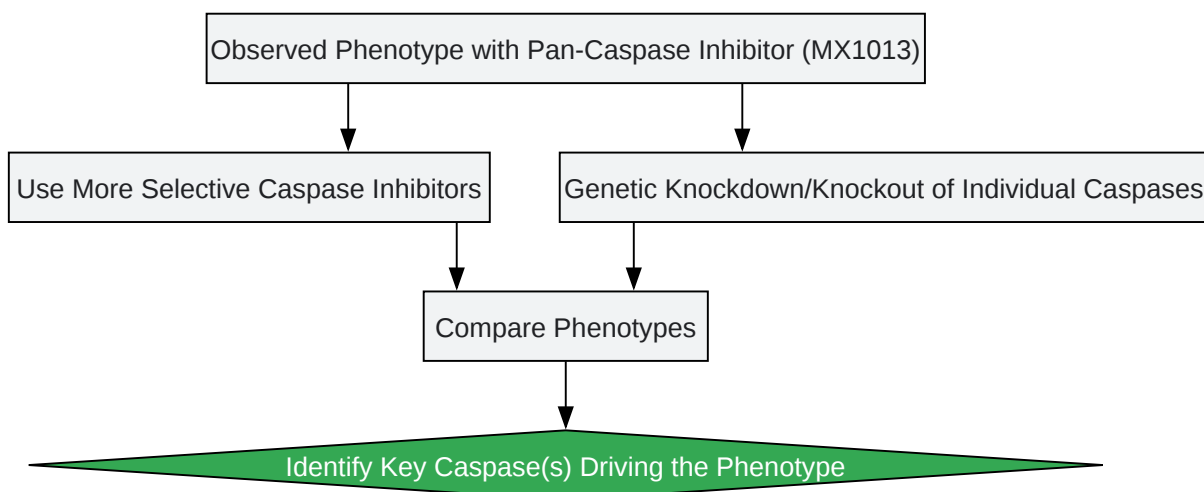 Observed Phenotype with Pan-Caspase Inhibitor (MX1013)
Use More Selective Caspase Inhibitors
Genetic Knockdown/Knockout of Individual Caspases
Compare Phenotypes
Identify Key Caspase(s) Driving the Phenotype